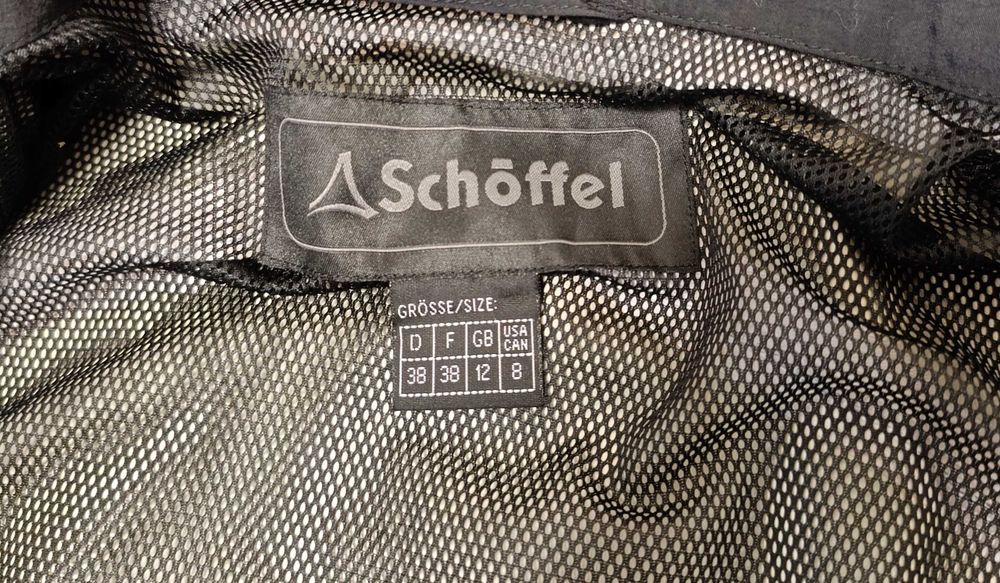 Schöffel
GRÖSSE/SIZE:
D F GB USA CAN
38 38 12 8